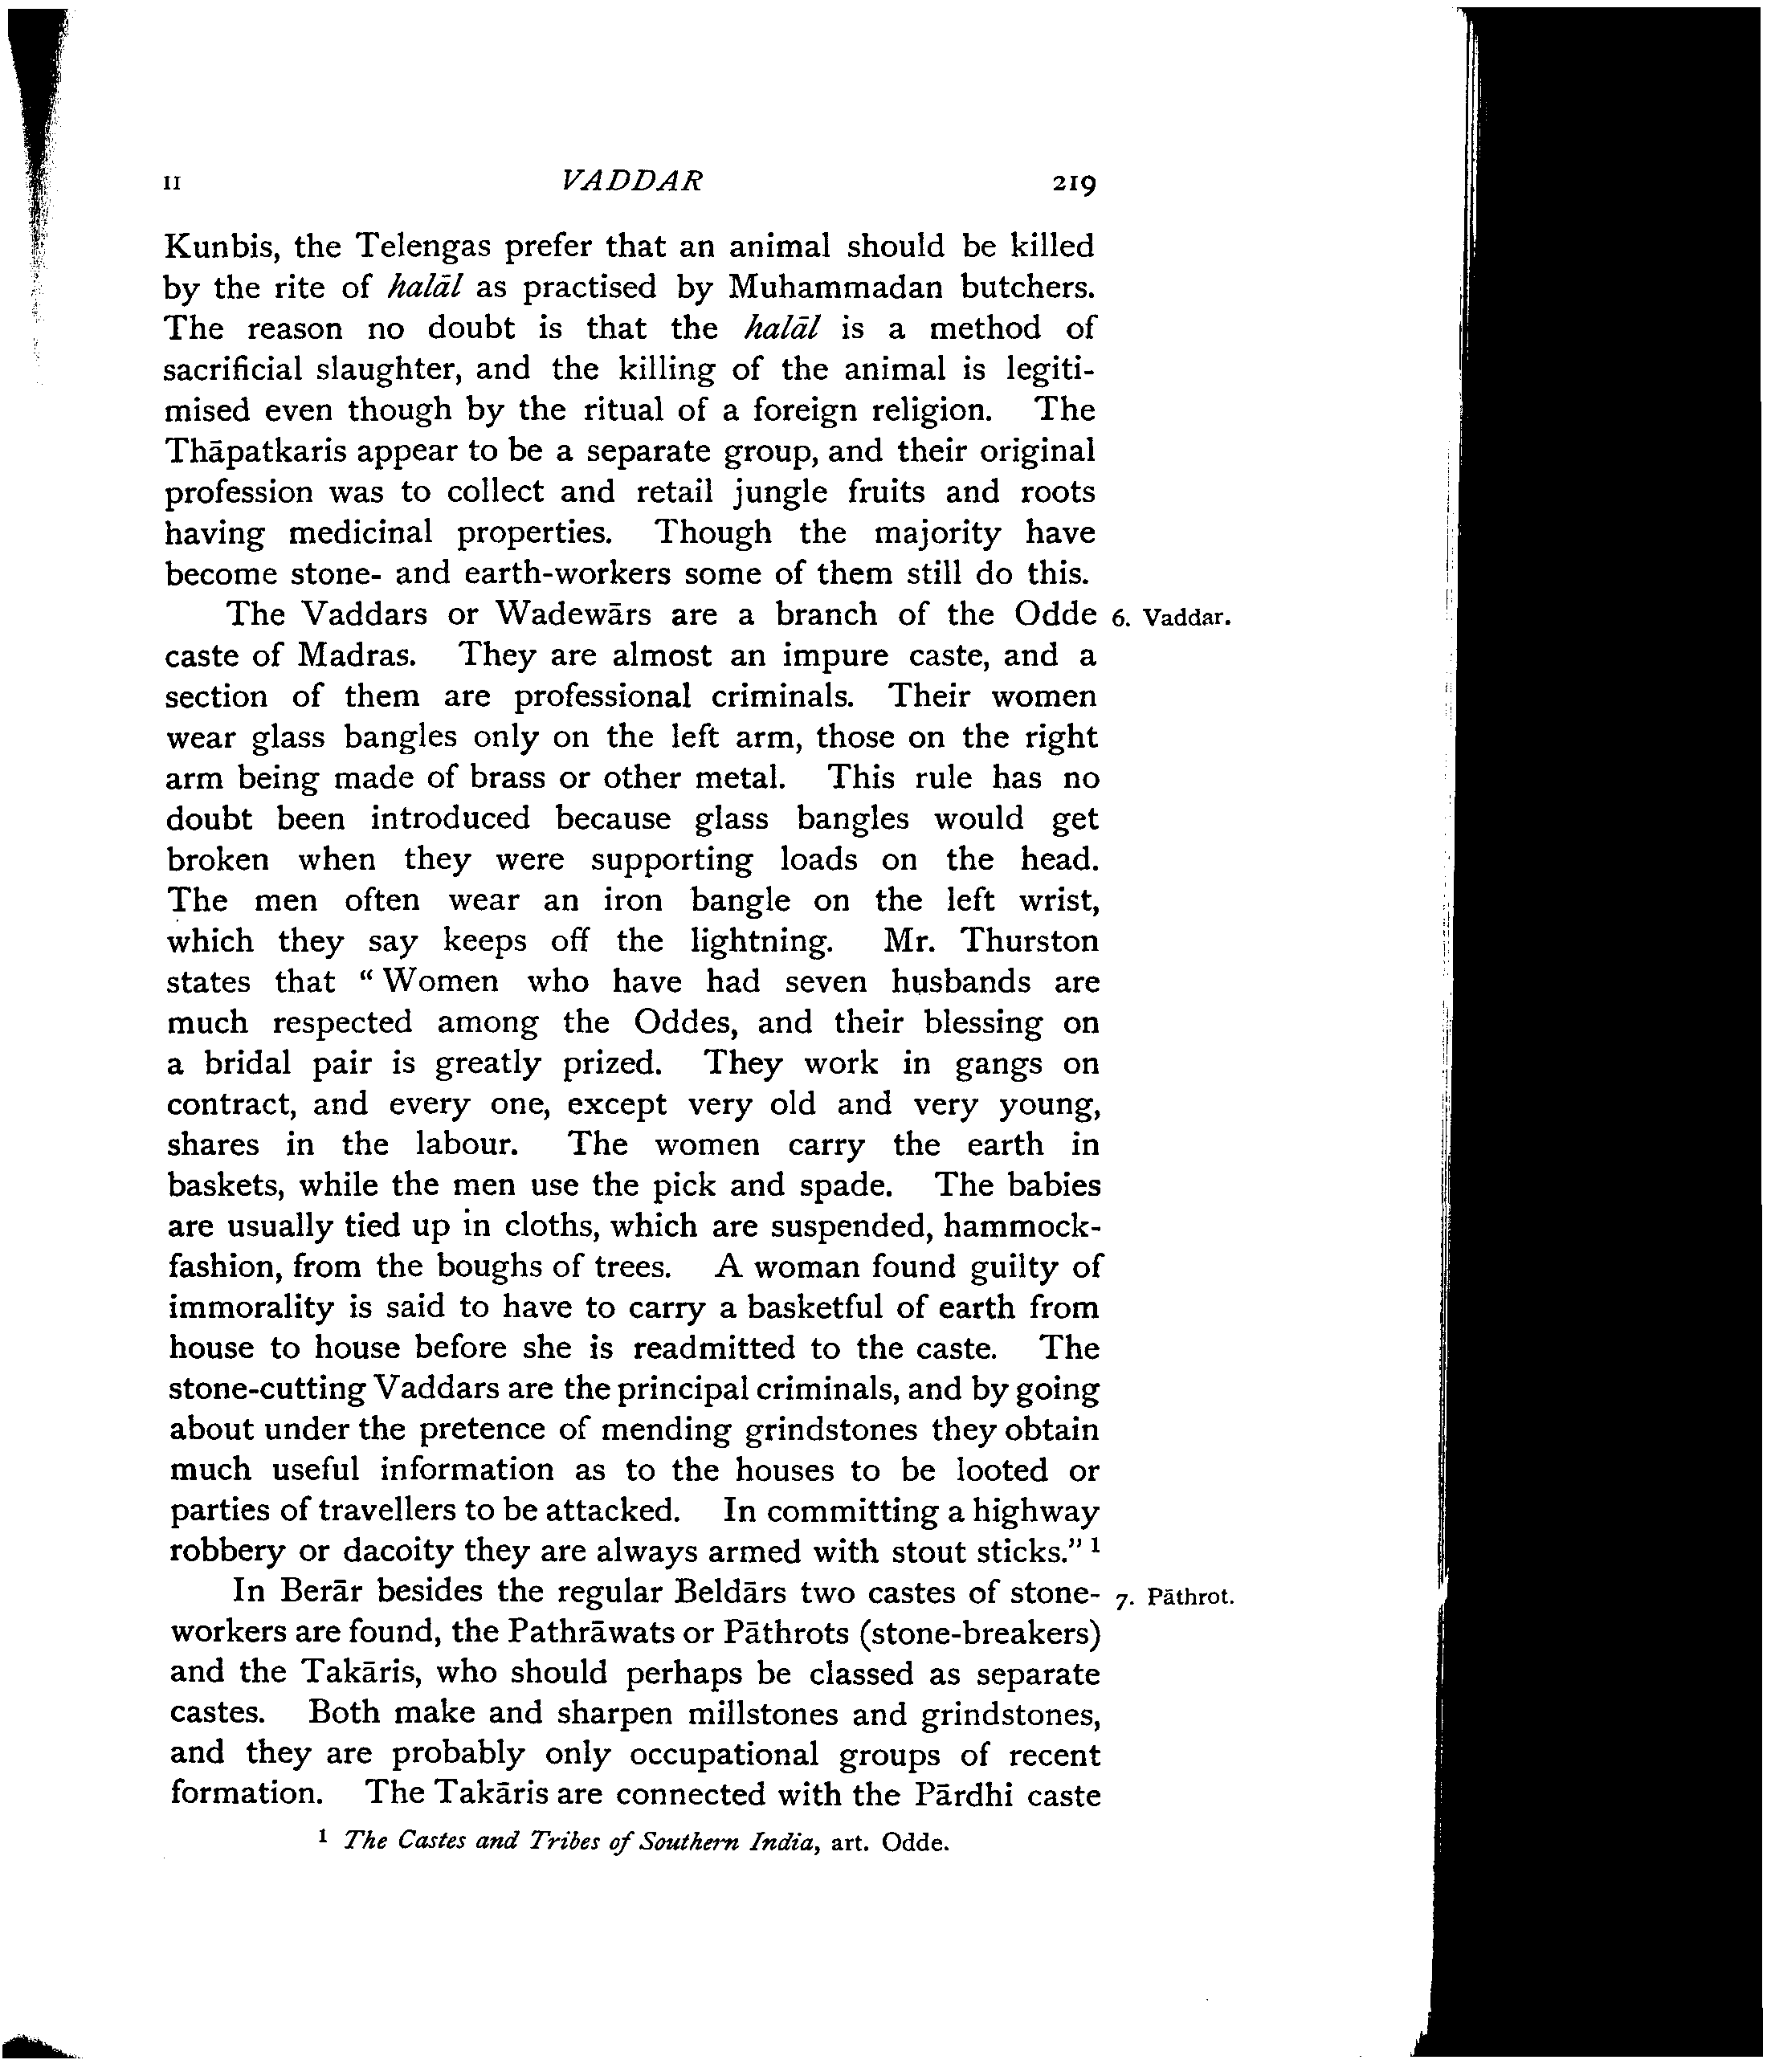 II VADDAR 219
Kunbis, the Telengas prefer that an animal should be killed
by the rite of halāl as practised by Muhammadan butchers.
The reason no doubt is that the halāl is a method of
sacrificial slaughter, and the killing of the animal is legiti-
mised even though by the ritual of a foreign religion. The
Thāpatkaris appear to be a separate group, and their original
profession was to collect and retail jungle fruits and roots
having medicinal properties. Though the majority have
become stone- and earth-workers some of them still do this.
The Vaddars or Wadewārs are a branch of the Odde 6. Vaddar.
caste of Madras. They are almost an impure caste, and a
section of them are professional criminals. Their women
wear glass bangles only on the left arm, those on the right
arm being made of brass or other metal. This rule has no
doubt been introduced because glass bangles would get
broken when they were supporting loads on the head.
The men often wear an iron bangle on the left wrist,
which they say keeps off the lightning. Mr. Thurston
states that “Women who have had seven husbands are
much respected among the Oddes, and their blessing on
a bridal pair is greatly prized. They work in gangs on
contract, and every one, except very old and very young,
shares in the labour. The women carry the earth in
baskets, while the men use the pick and spade. The babies
are usually tied up in cloths, which are suspended, hammock-
fashion, from the boughs of trees. A woman found guilty of
immorality is said to have to carry a basketful of earth from
house to house before she is readmitted to the caste. The
stone-cutting Vaddars are the principal criminals, and by going
about under the pretence of mending grindstones they obtain
much useful information as to the houses to be looted or
parties of travellers to be attacked. In committing a highway
robbery or dacoity they are always armed with stout sticks.” 1
In Berār besides the regular Beldārs two castes of stone- 7. Pāthrot.
workers are found, the Pathrāwats or Pāthrots (stone-breakers)
and the Takāris, who should perhaps be classed as separate
castes. Both make and sharpen millstones and grindstones,
and they are probably only occupational groups of recent
formation. The Takāris are connected with the Pārdhi caste
1 The Castes and Tribes of Southern India, art. Odde.